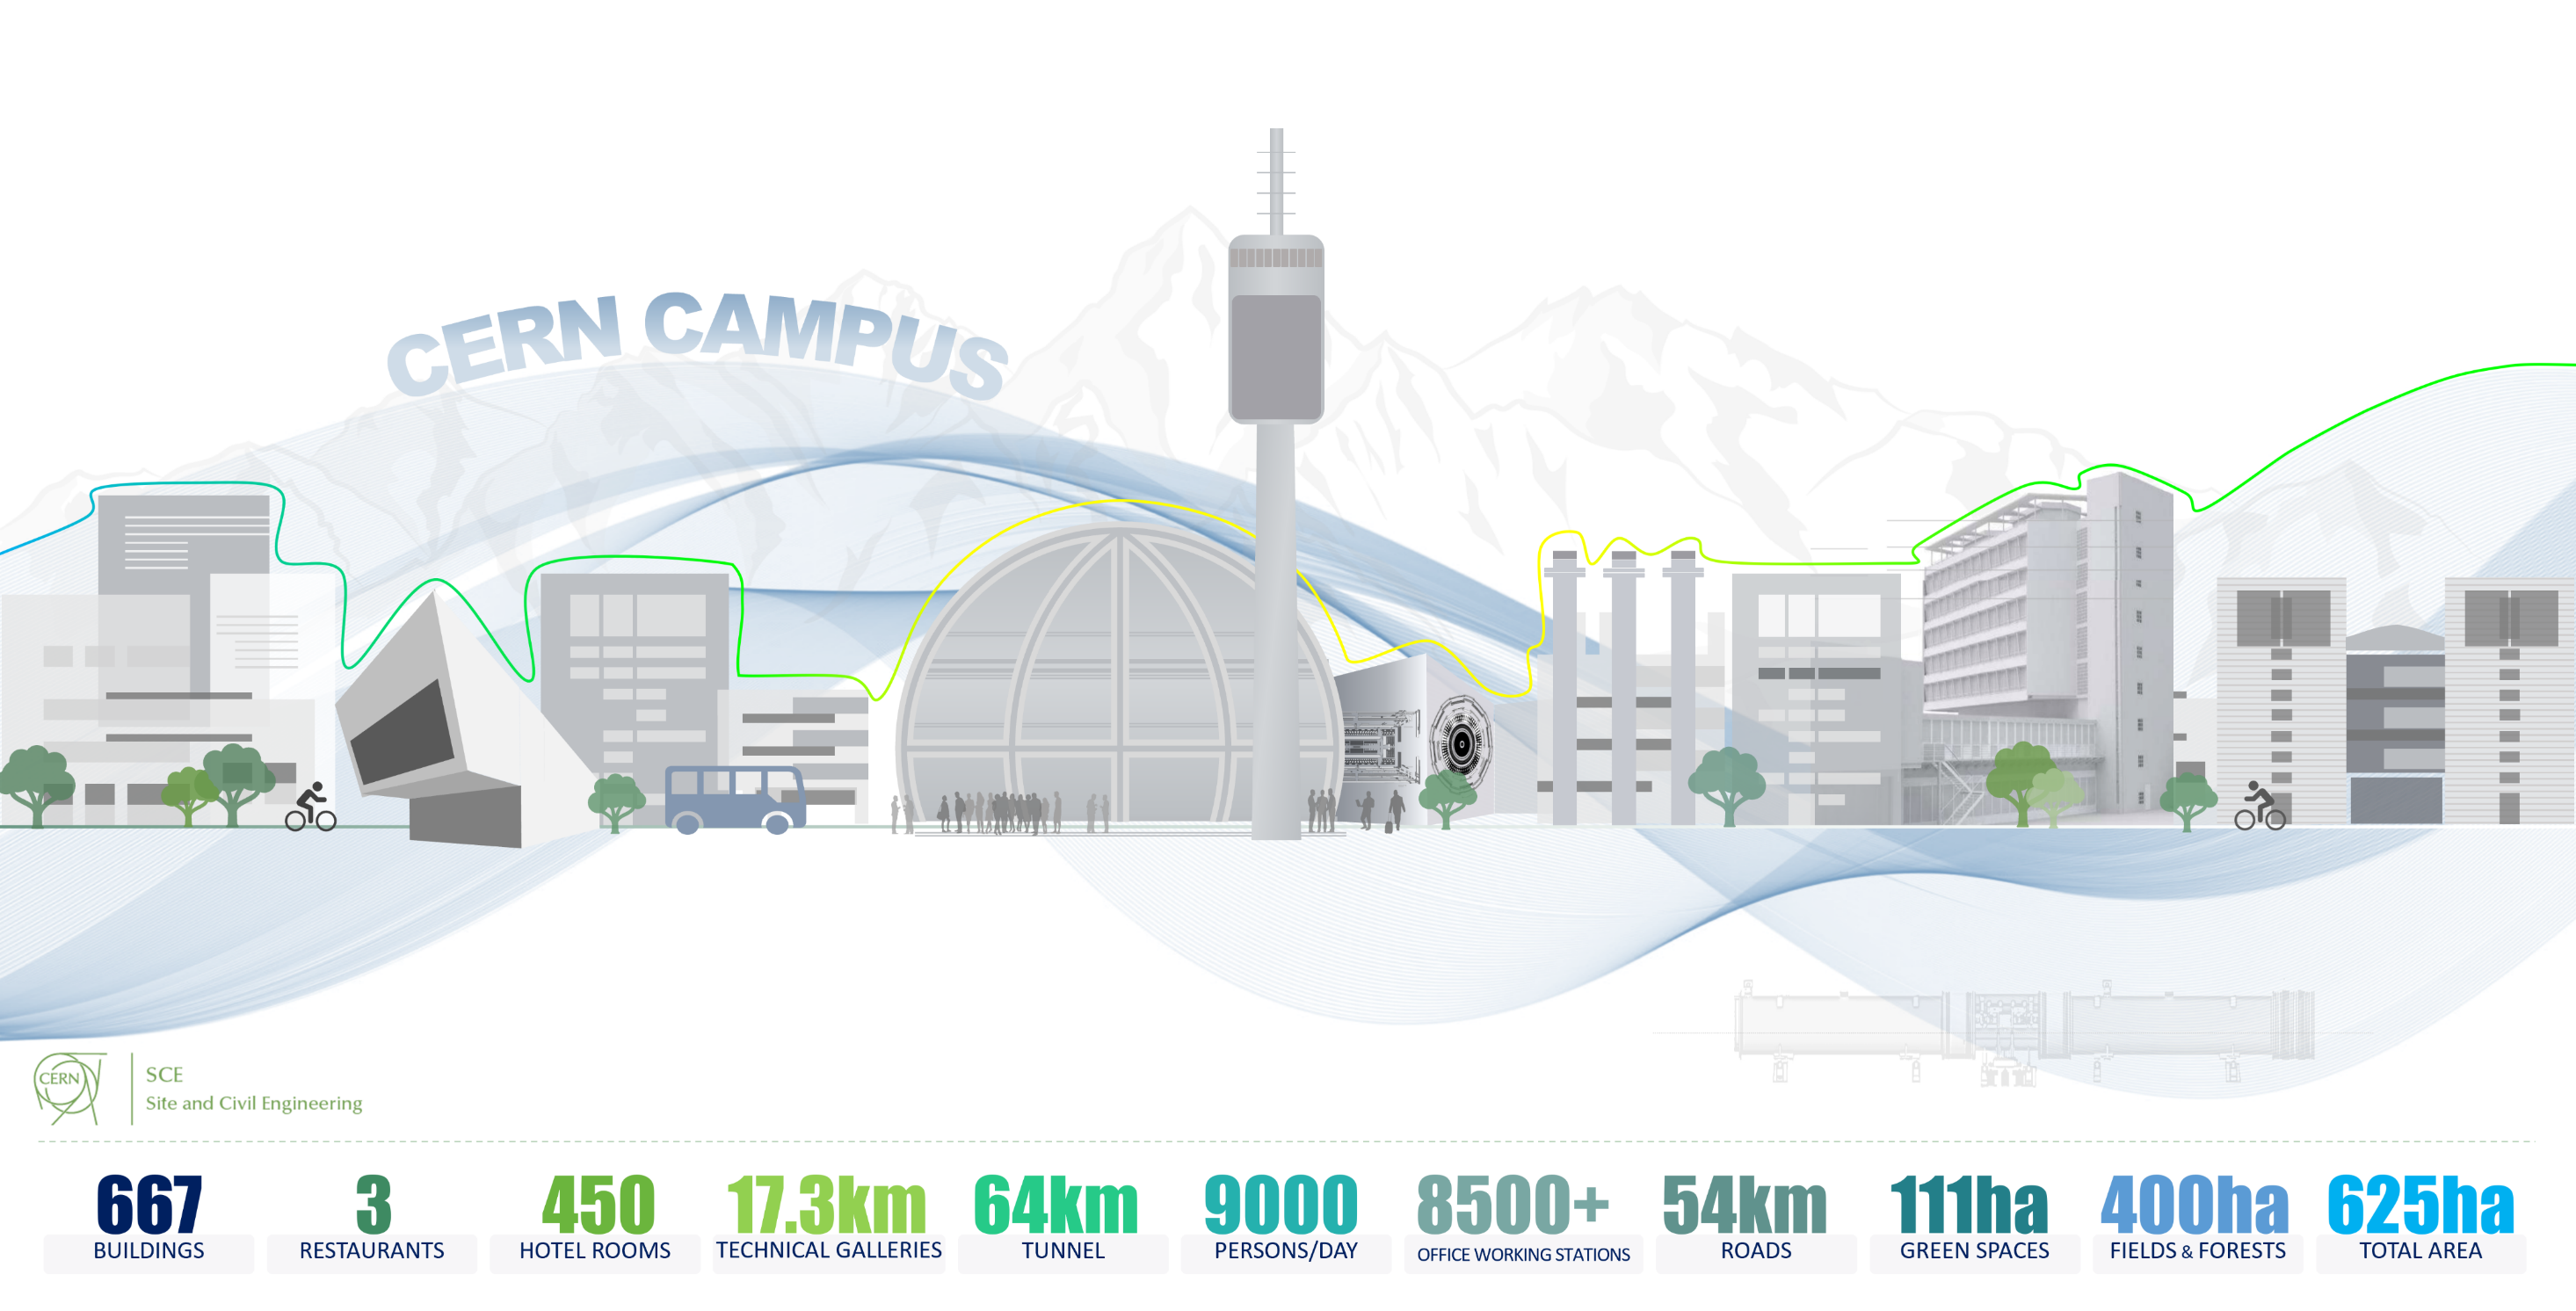 CERN CAMPUS
CERN
SCE
Site and Civil Engineering
667
BUILDINGS
3
RESTAURANTS
450
HOTEL ROOMS
17.3km
TECHNICAL GALLERIES
64km
TUNNEL
9000
PERSONS/DAY
8500+
OFFICE WORKING STATIONS
54km
ROADS
111ha
GREEN SPACES
400ha
FIELDS & FORESTS
625ha
TOTAL AREA